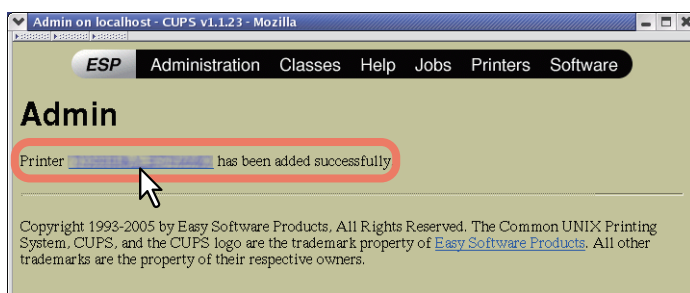 Admin on localhost - CUPS v1.1.23 - Mozilla
ESP Administration Classes Help Jobs Printers Software
Admin
Printer has been added successfully
Copyright 1993-2005 by Easy Software Products, All Rights Reserved. The Common UNIX Printing
System, CUPS, and the CUPS logo are the trademark property of Easy Software Products. All other
trademarks are the property of their respective owners.